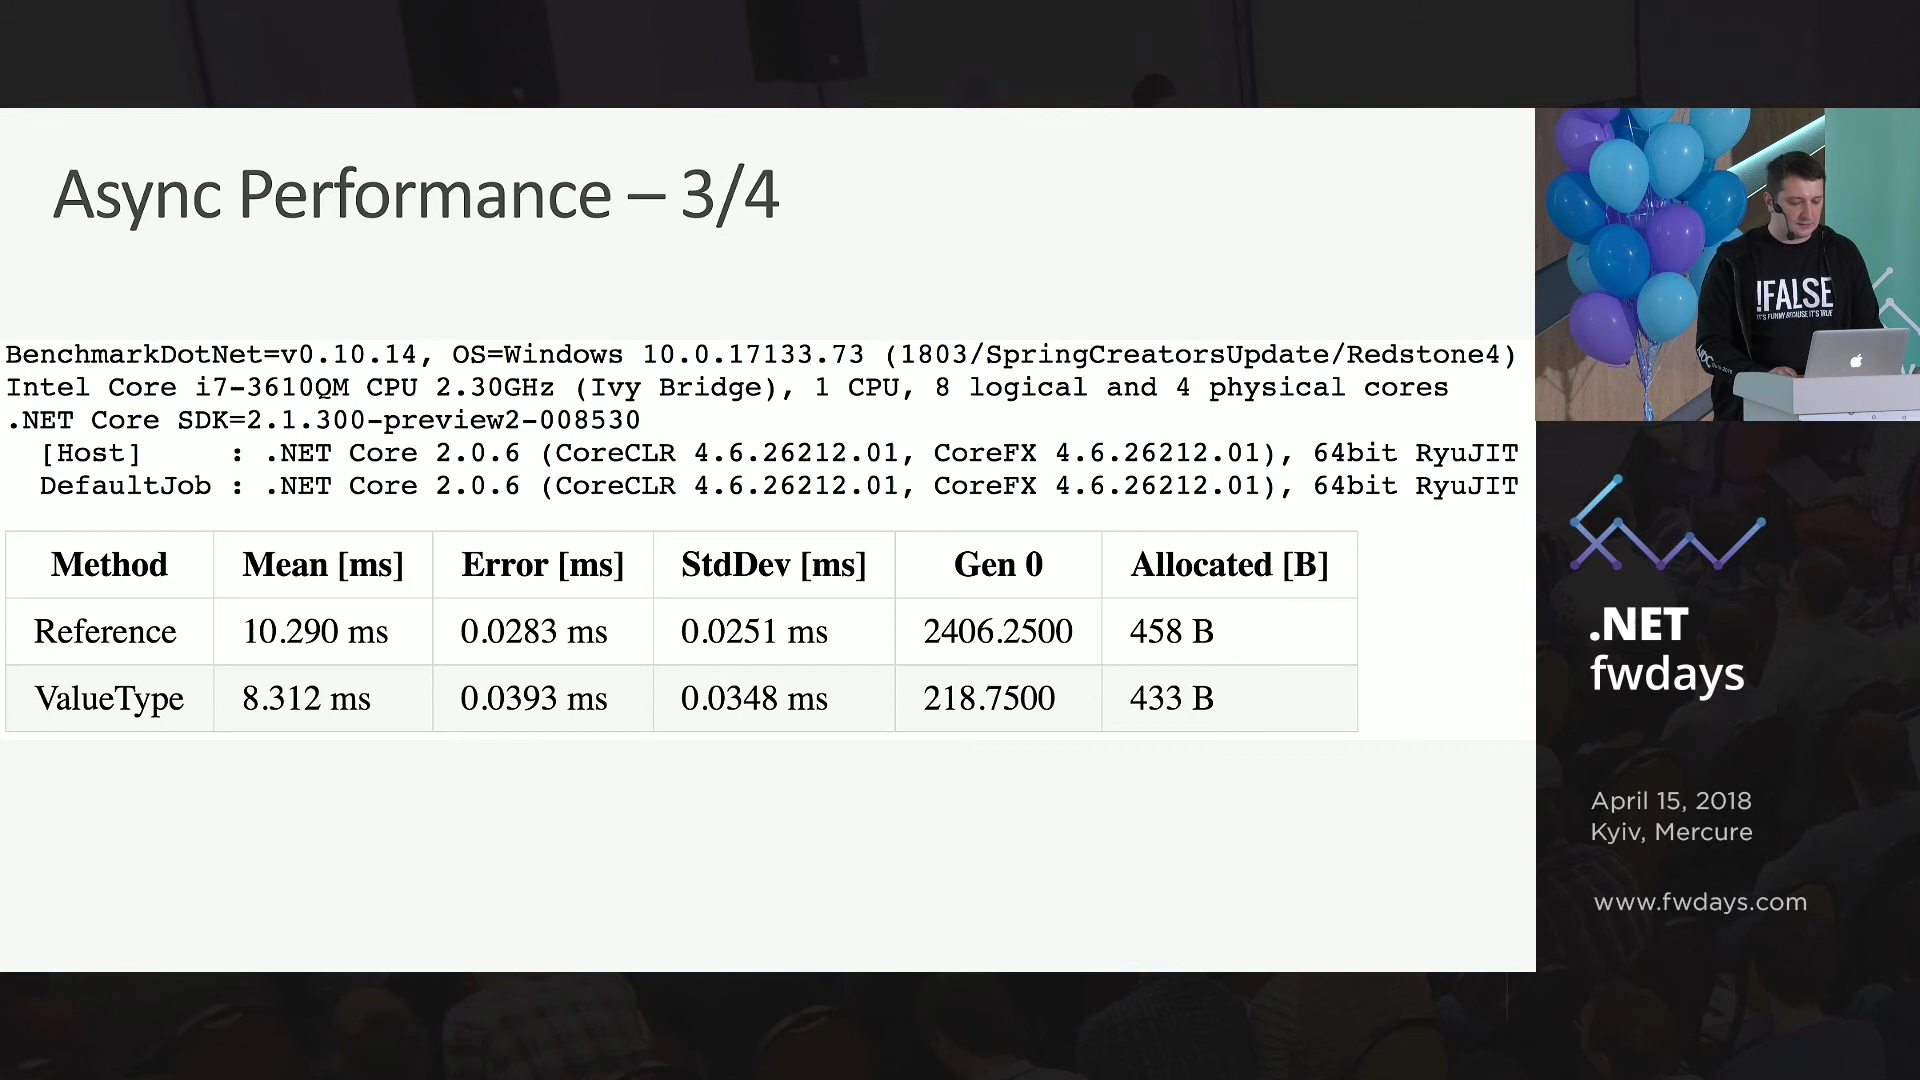 Async Performance – 3/4
BenchmarkDotNet=v0.10.14, OS=Windows 10.0.17133.73 (1803/SpringCreatorsUpdate/Redstone4)
Intel Core i7-3610QM CPU 2.30GHz (Ivy Bridge), 1 CPU, 8 logical and 4 physical cores
.NET Core SDK=2.1.300-preview2-008530
[Host] : .NET Core 2.0.6 (CoreCLR 4.6.26212.01, CoreFX 4.6.26212.01), 64bit RyuJIT
DefaultJob : .NET Core 2.0.6 (CoreCLR 4.6.26212.01, CoreFX 4.6.26212.01), 64bit RyuJIT
Method Mean [ms] Error [ms] StdDev [ms] Gen 0 Allocated [B]
Reference 10.290 ms 0.0283 ms 0.0251 ms 2406.2500 458 B
ValueType 8.312 ms 0.0393 ms 0.0348 ms 218.7500 433 B
!FALSE
IT'S FUNNY BECAUSE IT'S TRUE
.NET
fwdays
April 15, 2018
Kyiv, Mercure
www.fwdays.com